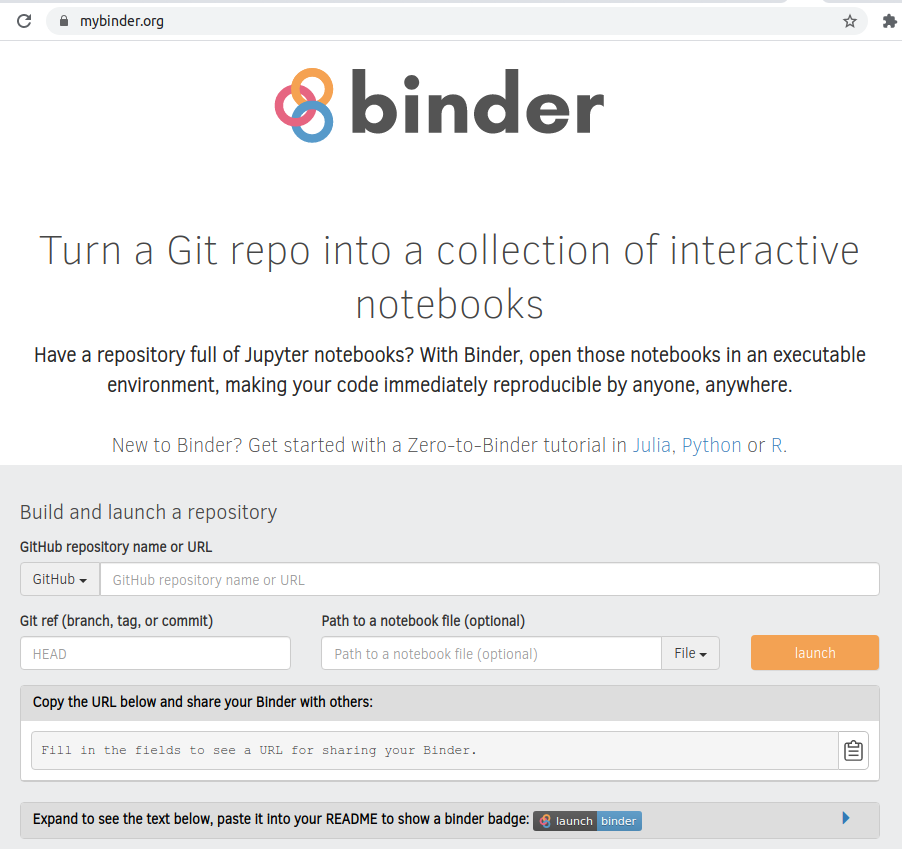 mybinder.org
binder
Turn a Git repo into a collection of interactive
notebooks
Have a repository full of Jupyter notebooks? With Binder, open those notebooks in an executable
environment, making your code immediately reproducible by anyone, anywhere.
New to Binder? Get started with a Zero-to-Binder tutorial in Julia, Python or R.
Build and launch a repository
GitHub repository name or URL
GitHub GitHub repository name or URL
Git ref (branch, tag, or commit) Path to a notebook file (optional)
HEAD Path to a notebook file (optional) File launch
Copy the URL below and share your Binder with others:
Fill in the fields to see a URL for sharing your Binder.
Expand to see the text below, paste it into your README to show a binder badge: launch binder